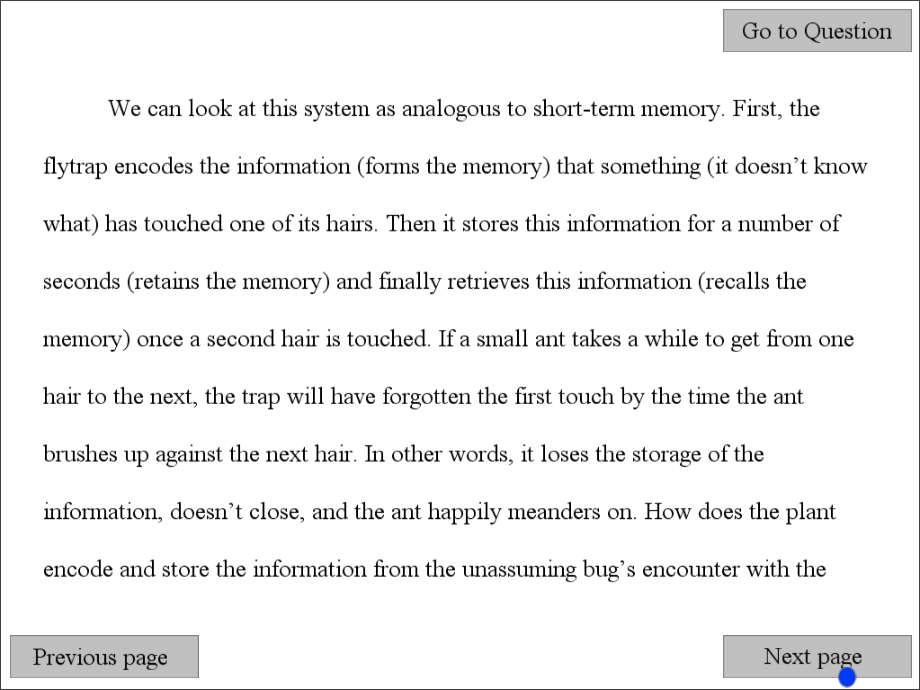 Go to Question
We can look at this system as analogous to short-term memory. First, the
flytrap encodes the information (forms the memory) that something (it doesn’t know
what) has touched one of its hairs. Then it stores this information for a number of
seconds (retains the memory) and finally retrieves this information (recalls the
memory) once a second hair is touched. If a small ant takes a while to get from one
hair to the next, the trap will have forgotten the first touch by the time the ant
brushes up against the next hair. In other words, it loses the storage of the
information, doesn’t close, and the ant happily meanders on. How does the plant
encode and store the information from the unassuming bug’s encounter with the
Previous page
Next page